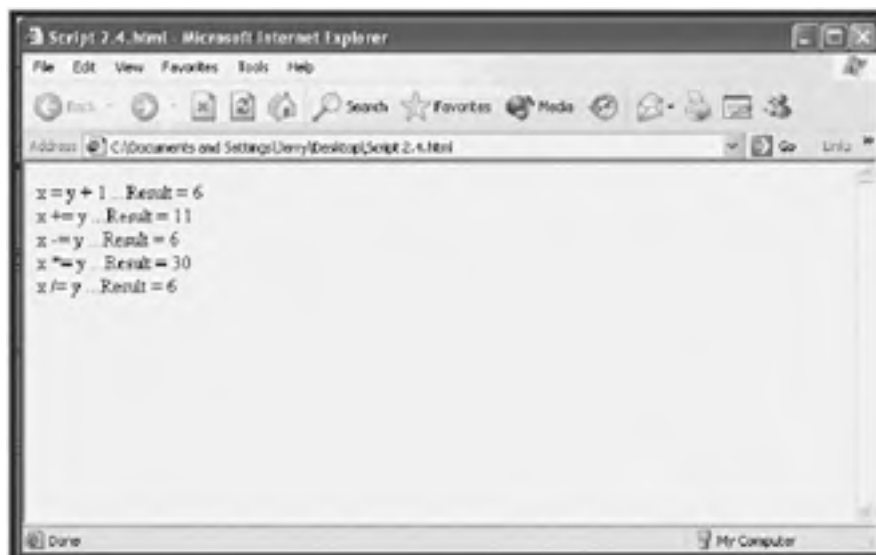 Script 2.4.html - Microsoft Internet Explorer
File Edit View Favorites Tools Help
Back Search Favorites Media
Address C:\Documents and Settings\Jerry\Desktop\Script 2.4.html Go Links »
x = y + 1 ...Result = 6
x += y ...Result = 11
x -= y ...Result = 6
x *= y ...Result = 30
x /= y ...Result = 6
Done My Computer